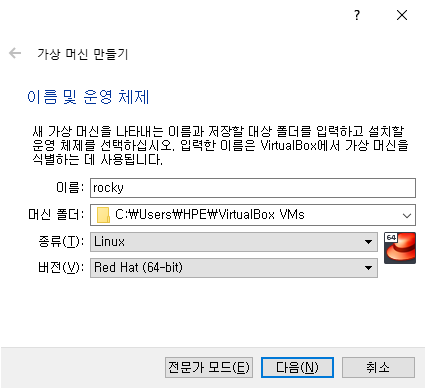 ?
가상 머신 만들기
이름 및 운영 체제
새 가상 머신을 나타내는 이름과 저장할 대상 폴더를 입력하고 설치할
운영 체제를 선택하십시오. 입력한 이름은 VirtualBox에서 가상 머신을
식별하는 데 사용됩니다.
이름: rocky
머신 폴더: C:₩Users₩HPE₩VirtualBox VMs
종류(T): Linux 64
버전(V): Red Hat (64-bit)
전문가 모드(E) 다음(N) 취소